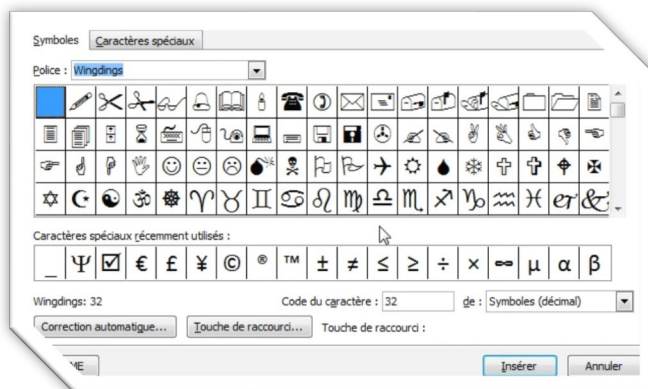 Symboles Caractères spéciaux
Police : Wingdings
Caractères spéciaux récemment utilisés :
_ Ψ ☑ € £ ¥ © ® ™ ± ≠ ≤ ≥ ÷ × ∞ µ α β
Wingdings: 32 Code du caractère : 32 de : Symboles (décimal)
Correction automatique... Touche de raccourci... Touche de raccourci :
Insérer Annuler